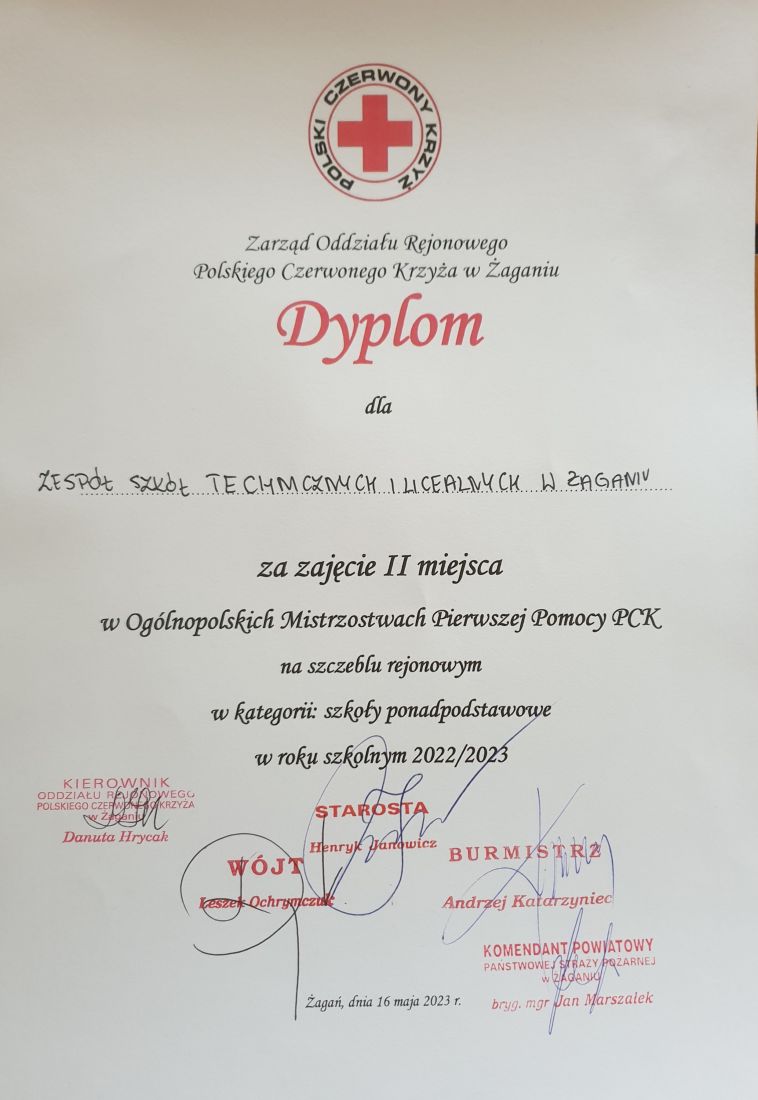 POLSKI CZERWONY KRZYŻ
Zarząd Oddziału Rejonowego
Polskiego Czerwonego Krzyża w Żaganiu
Dyplom
dla
ZESPÓŁ SZKÓŁ TECHNICZNYCH I LICEALNYCH W ŻAGANIU
za zajęcie II miejsca
w Ogólnopolskich Mistrzostwach Pierwszej Pomocy PCK
na szczeblu rejonowym
w kategorii: szkoły ponadpodstawowe
w roku szkolnym 2022/2023
KIEROWNIK
ODDZIAŁU REJONOWEGO
POLSKIEGO CZERWONEGO KRZYŻA
w Żaganiu
Danuta Hrycak
STAROSTA
Henryk Janowicz
WÓJT
Leszek Ochrymczuk
BURMISTRZ
Andrzej Katarzyniec
KOMENDANT POWIATOWY
PAŃSTWOWEJ STRAŻY POŻARNEJ
w ŻAGANIU
bryg. mgr Jan Marszałek
Żagań, dnia 16 maja 2023 r.